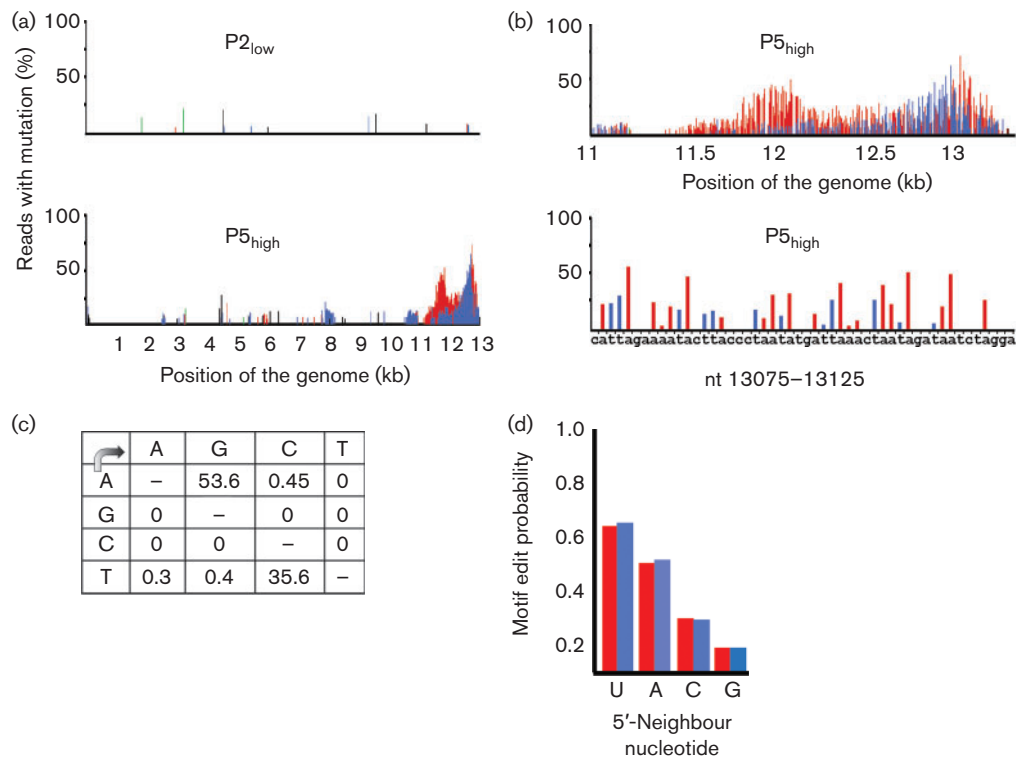 (a)
Reads with mutation (%)
100
50
P2low
100
50
P5high
1 2 3 4 5 6 7 8 9 10 11 12 13
Position of the genome (kb)
(b)
100
50
P5high
11 11.5 12 12.5 13
Position of the genome (kb)
100
50
P5high
cattagaaaatacttaccctaatatgattaaactaatagataatctagga
nt 13075–13125
(c)
A G C T
A – 53.6 0.45 0
G 0 – 0 0
C 0 0 – 0
T 0.3 0.4 35.6 –
(d)
Motif edit probability
1.0
0.8
0.6
0.4
0.2
U A C G
5′-Neighbour
nucleotide